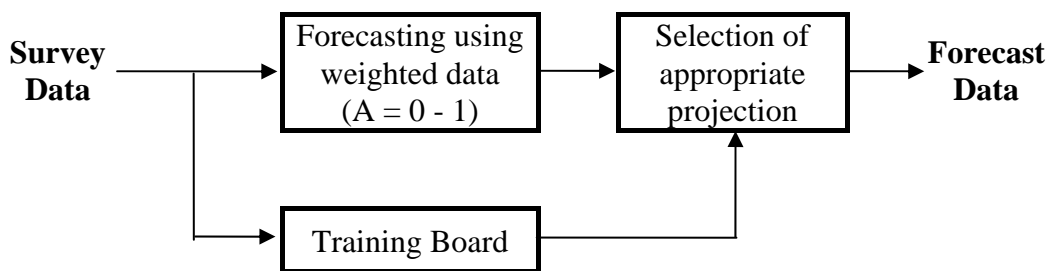 Survey
Data
Forecasting using
weighted data
(A = 0 - 1)
Selection of
appropriate
projection
Forecast
Data
Training Board